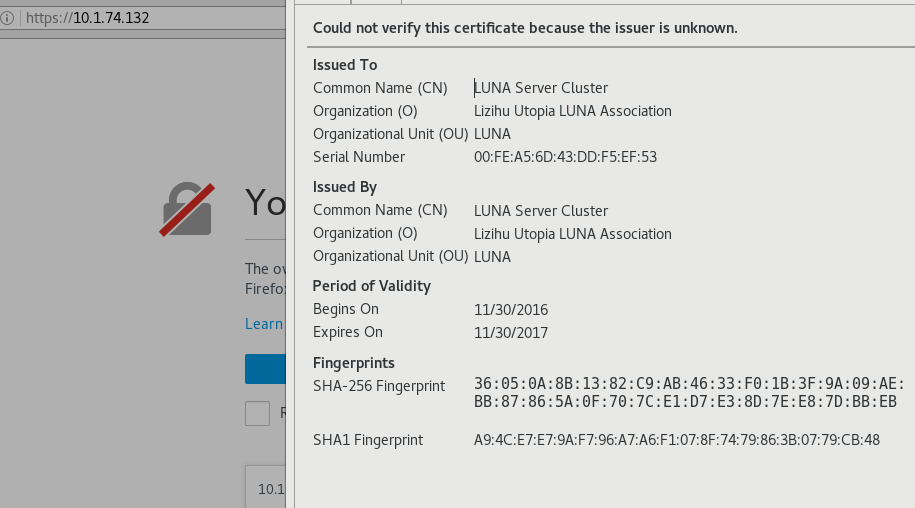 https://10.1.74.132
Could not verify this certificate because the issuer is unknown.
Issued To
Common Name (CN) LUNA Server Cluster
Organization (O) Lizihu Utopia LUNA Association
Organizational Unit (OU) LUNA
Serial Number 00:FE:A5:6D:43:DD:F5:EF:53
Issued By
Common Name (CN) LUNA Server Cluster
Organization (O) Lizihu Utopia LUNA Association
Organizational Unit (OU) LUNA
Period of Validity
Begins On 11/30/2016
Expires On 11/30/2017
Fingerprints
SHA-256 Fingerprint 36:05:0A:8B:13:82:C9:AB:46:33:F0:1B:3F:9A:09:AE:
BB:87:86:5A:0F:70:7C:E1:D7:E3:8D:7E:E8:7D:BB:EB
SHA1 Fingerprint A9:4C:E7:E7:9A:F7:96:A7:A6:F1:07:8F:74:79:86:3B:07:79:CB:48
Yo
The
Learn
10.1